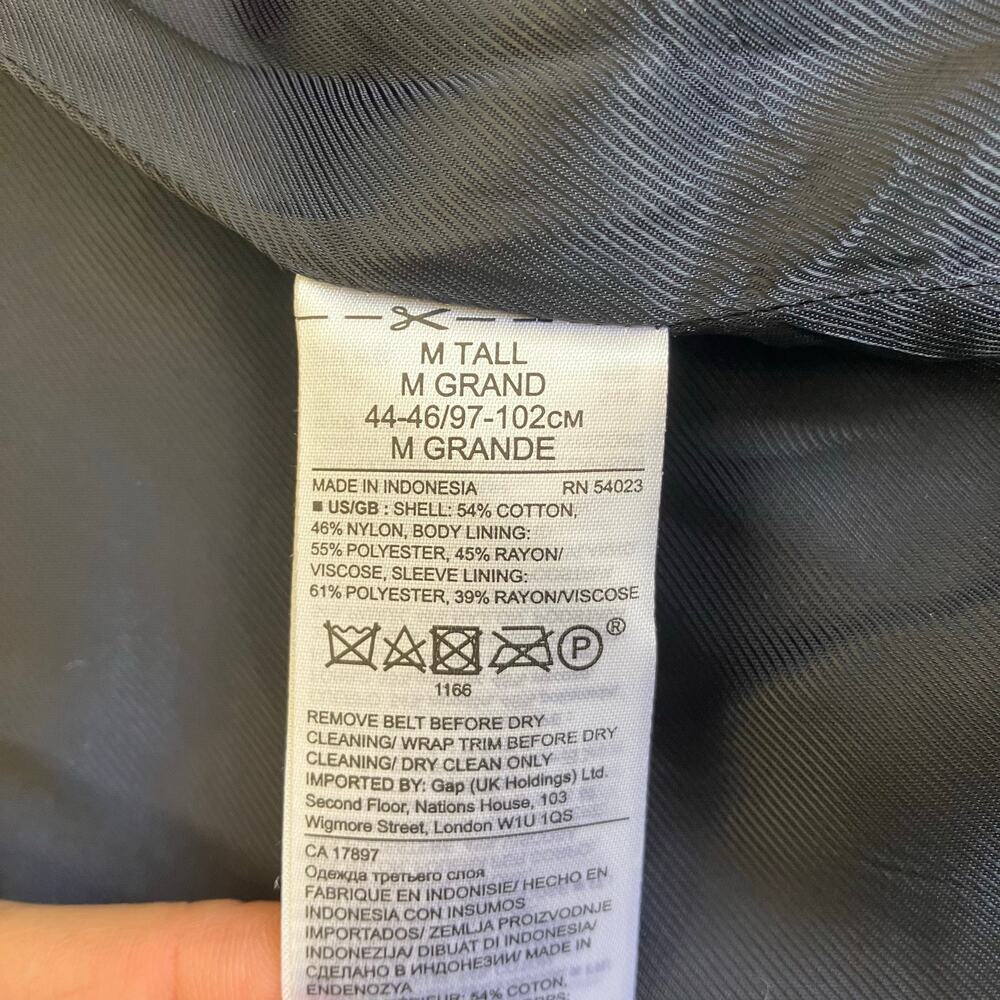 M TALL
M GRAND
44-46/97-102CM
M GRANDE
MADE IN INDONESIA RN 54023
■ US/GB : SHELL: 54% COTTON,
46% NYLON, BODY LINING:
55% POLYESTER, 45% RAYON/
VISCOSE, SLEEVE LINING:
61% POLYESTER, 39% RAYON/VISCOSE
P ®
1166
REMOVE BELT BEFORE DRY
CLEANING/ WRAP TRIM BEFORE DRY
CLEANING/ DRY CLEAN ONLY
IMPORTED BY: Gap (UK Holdings) Ltd.
Second Floor, Nations House, 103
Wigmore Street, London W1U 1QS
CA 17897
Одежда третьего слоя
FABRIQUE EN INDONISIE/ HECHO EN
INDONESIA CON INSUMOS
IMPORTADOS/ ZEMLJA PROIZVODNJE
INDONEZIJA/ DIBUAT DI INDONESIA/
СДЕЛАНО В ИНДОНЕЗИИ/ MADE IN
ENDENOZYA
54% COTON,